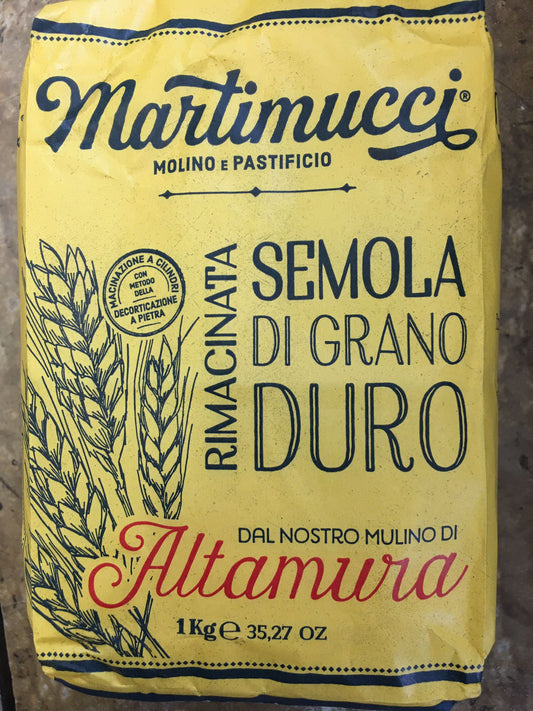 Martimucci®
MOLINO E PASTIFICIO
MACINAZIONE A CILINDRI
CON
METODO
DELLA
DECORTICAZIONE
A PIETRA
RIMACINATA
SEMOLA
DI GRANO
DURO
DAL NOSTRO MULINO DI
Altamura
1Kg℮ 35,27 OZ